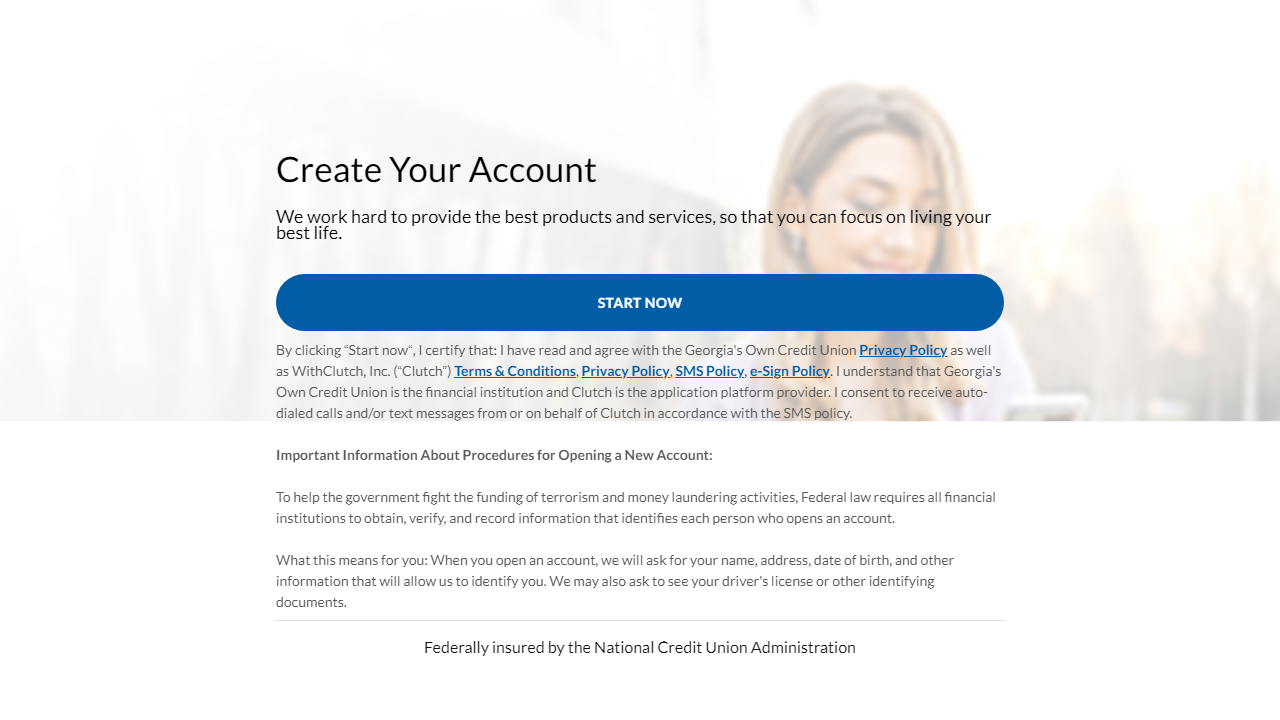 Create Your Account
We work hard to provide the best products and services, so that you can focus on living your
best life.
START NOW
By clicking “Start now“, I certify that: I have read and agree with the Georgia's Own Credit Union Privacy Policy as well
as WithClutch, Inc. (“Clutch”) Terms & Conditions, Privacy Policy, SMS Policy, e-Sign Policy. I understand that Georgia's
Own Credit Union is the financial institution and Clutch is the application platform provider. I consent to receive auto-
dialed calls and/or text messages from or on behalf of Clutch in accordance with the SMS policy.
Important Information About Procedures for Opening a New Account:
To help the government fight the funding of terrorism and money laundering activities, Federal law requires all financial
institutions to obtain, verify, and record information that identifies each person who opens an account.
What this means for you: When you open an account, we will ask for your name, address, date of birth, and other
information that will allow us to identify you. We may also ask to see your driver's license or other identifying
documents.
Federally insured by the National Credit Union Administration